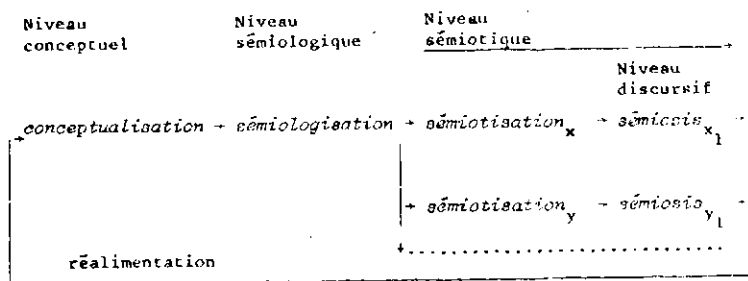 Niveau conceptuel
Niveau sémiologique
Niveau sémiotique
Niveau discursif
conceptualisation → sémiologisation → sémiotisation x → sémiosis x1 →
→ sémiotisation y → sémiosis y1 →
réalimentation